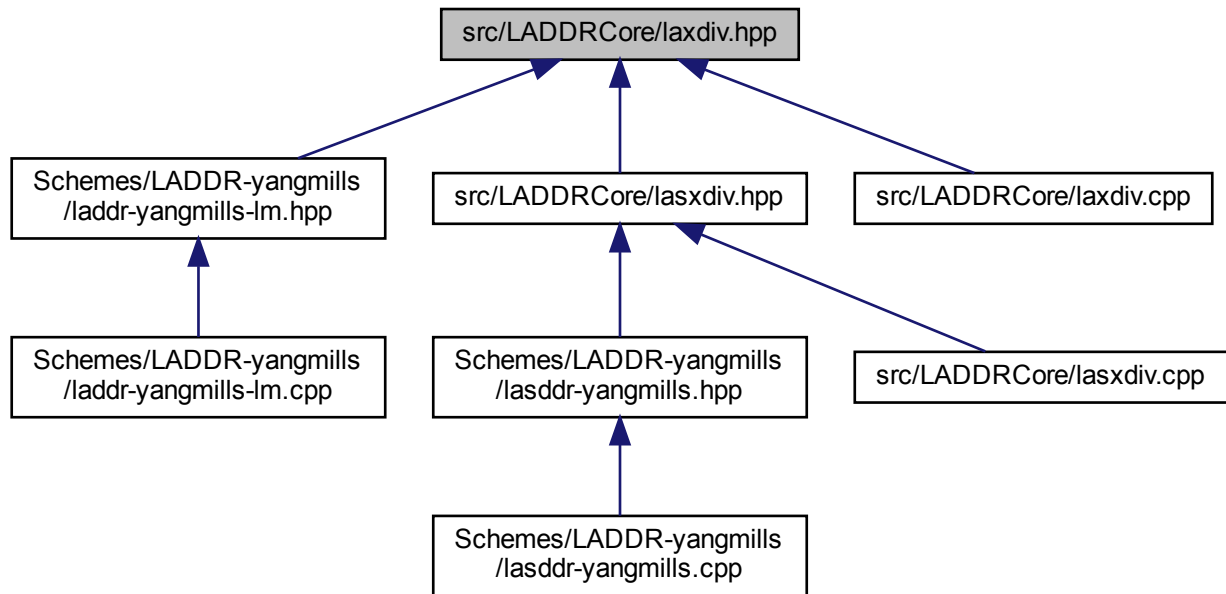 src/LADDRCore/laxdiv.hpp
Schemes/LADDR-yangmills
/laddr-yangmills-lm.hpp
src/LADDRCore/lasxdiv.hpp
src/LADDRCore/laxdiv.cpp
Schemes/LADDR-yangmills
/laddr-yangmills-lm.cpp
Schemes/LADDR-yangmills
/lasddr-yangmills.hpp
src/LADDRCore/lasxdiv.cpp
Schemes/LADDR-yangmills
/lasddr-yangmills.cpp